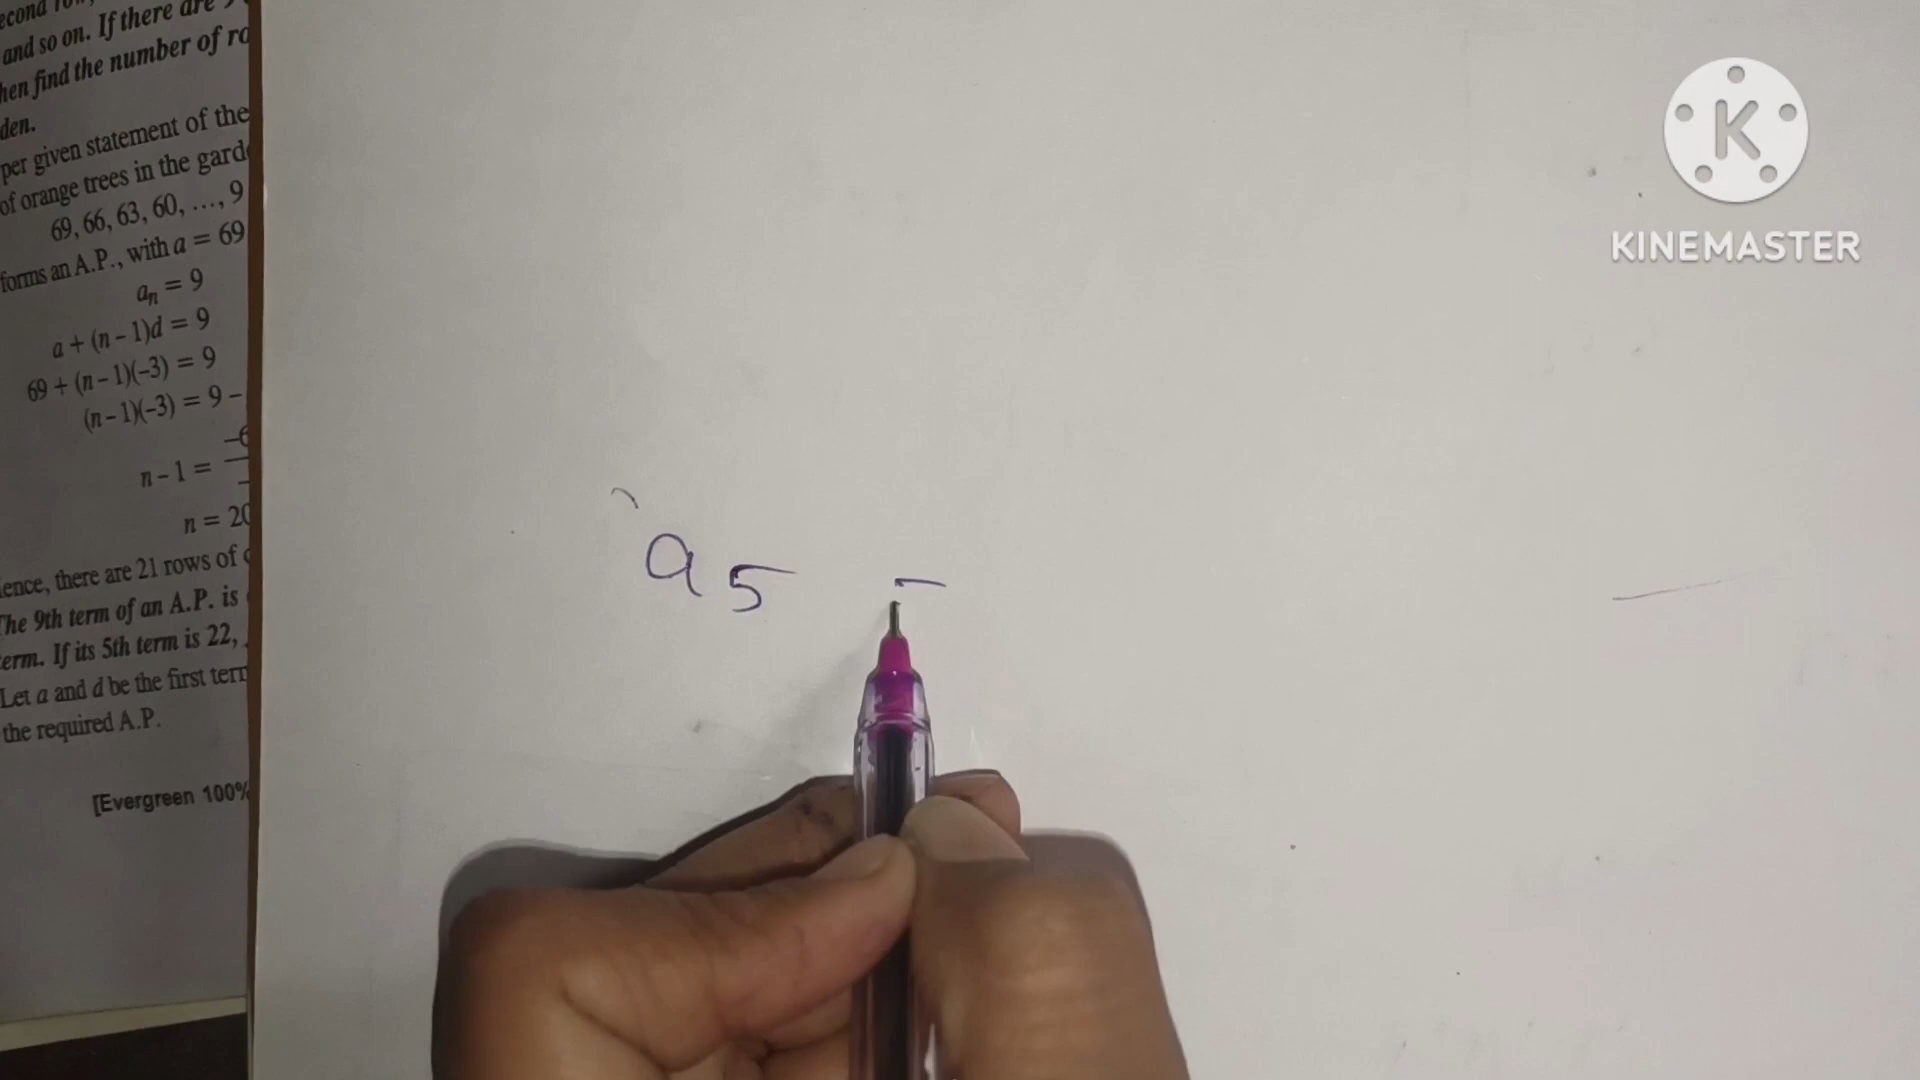 and so on. If there are
hen find the number of ro
den.
per given statement of the
of orange trees in the gard
69, 66, 63, 60, ..., 9
forms an A.P., with a = 69
aₙ = 9
a + (n – 1)d = 9
69 + (n – 1)(–3) = 9
(n – 1)(–3) = 9 –
n – 1 =
n = 20
ence, there are 21 rows of
The 9th term of an A.P. is
erm. If its 5th term is 22,
Let a and d be the first term
the required A.P.
[Evergreen 100%
a₅ =
K
KINEMASTER